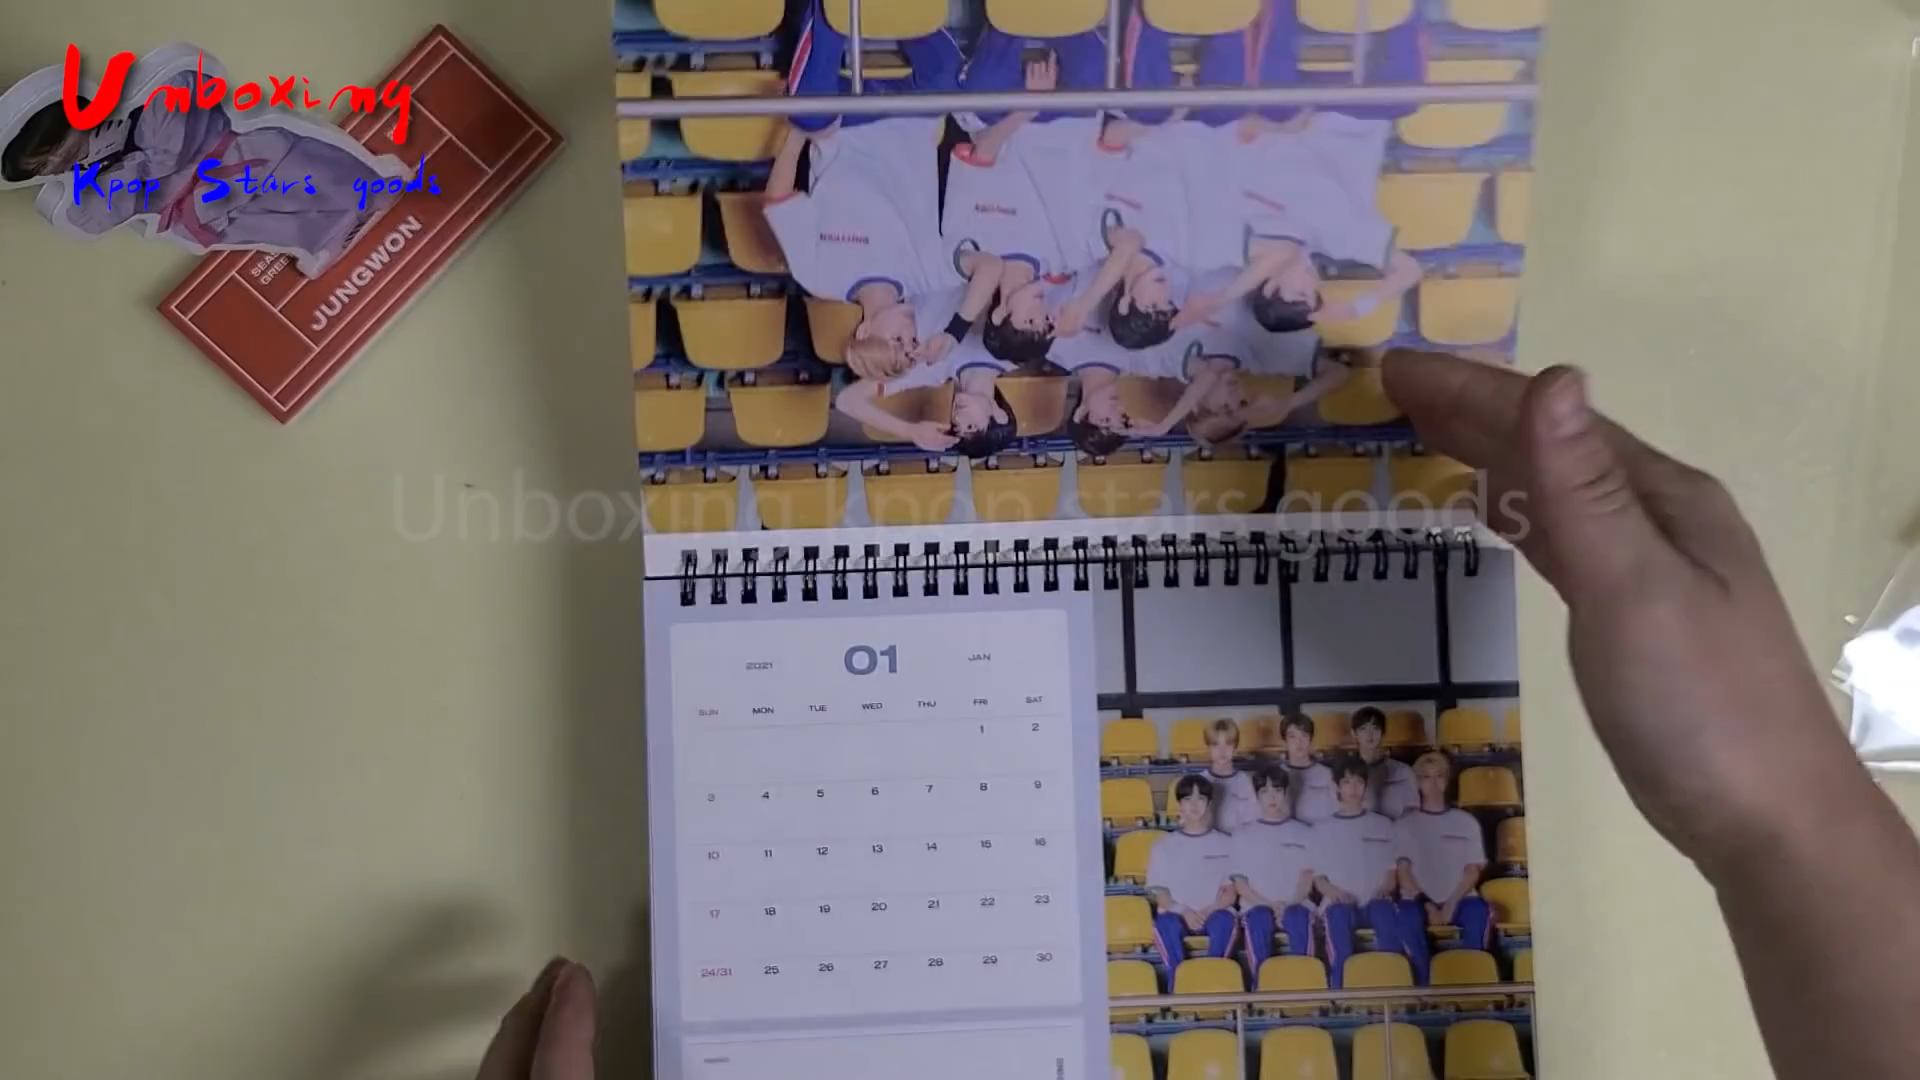 Unboxing
Kpop Stars goods
JUNGWON
Unboxing kpop stars goods
2021 01 JAN
SUN MON TUE WED THU FRI SAT
1 2
3 4 5 6 7 8 9
10 11 12 13 14 15 16
17 18 19 20 21 22 23
24/31 25 26 27 28 29 30